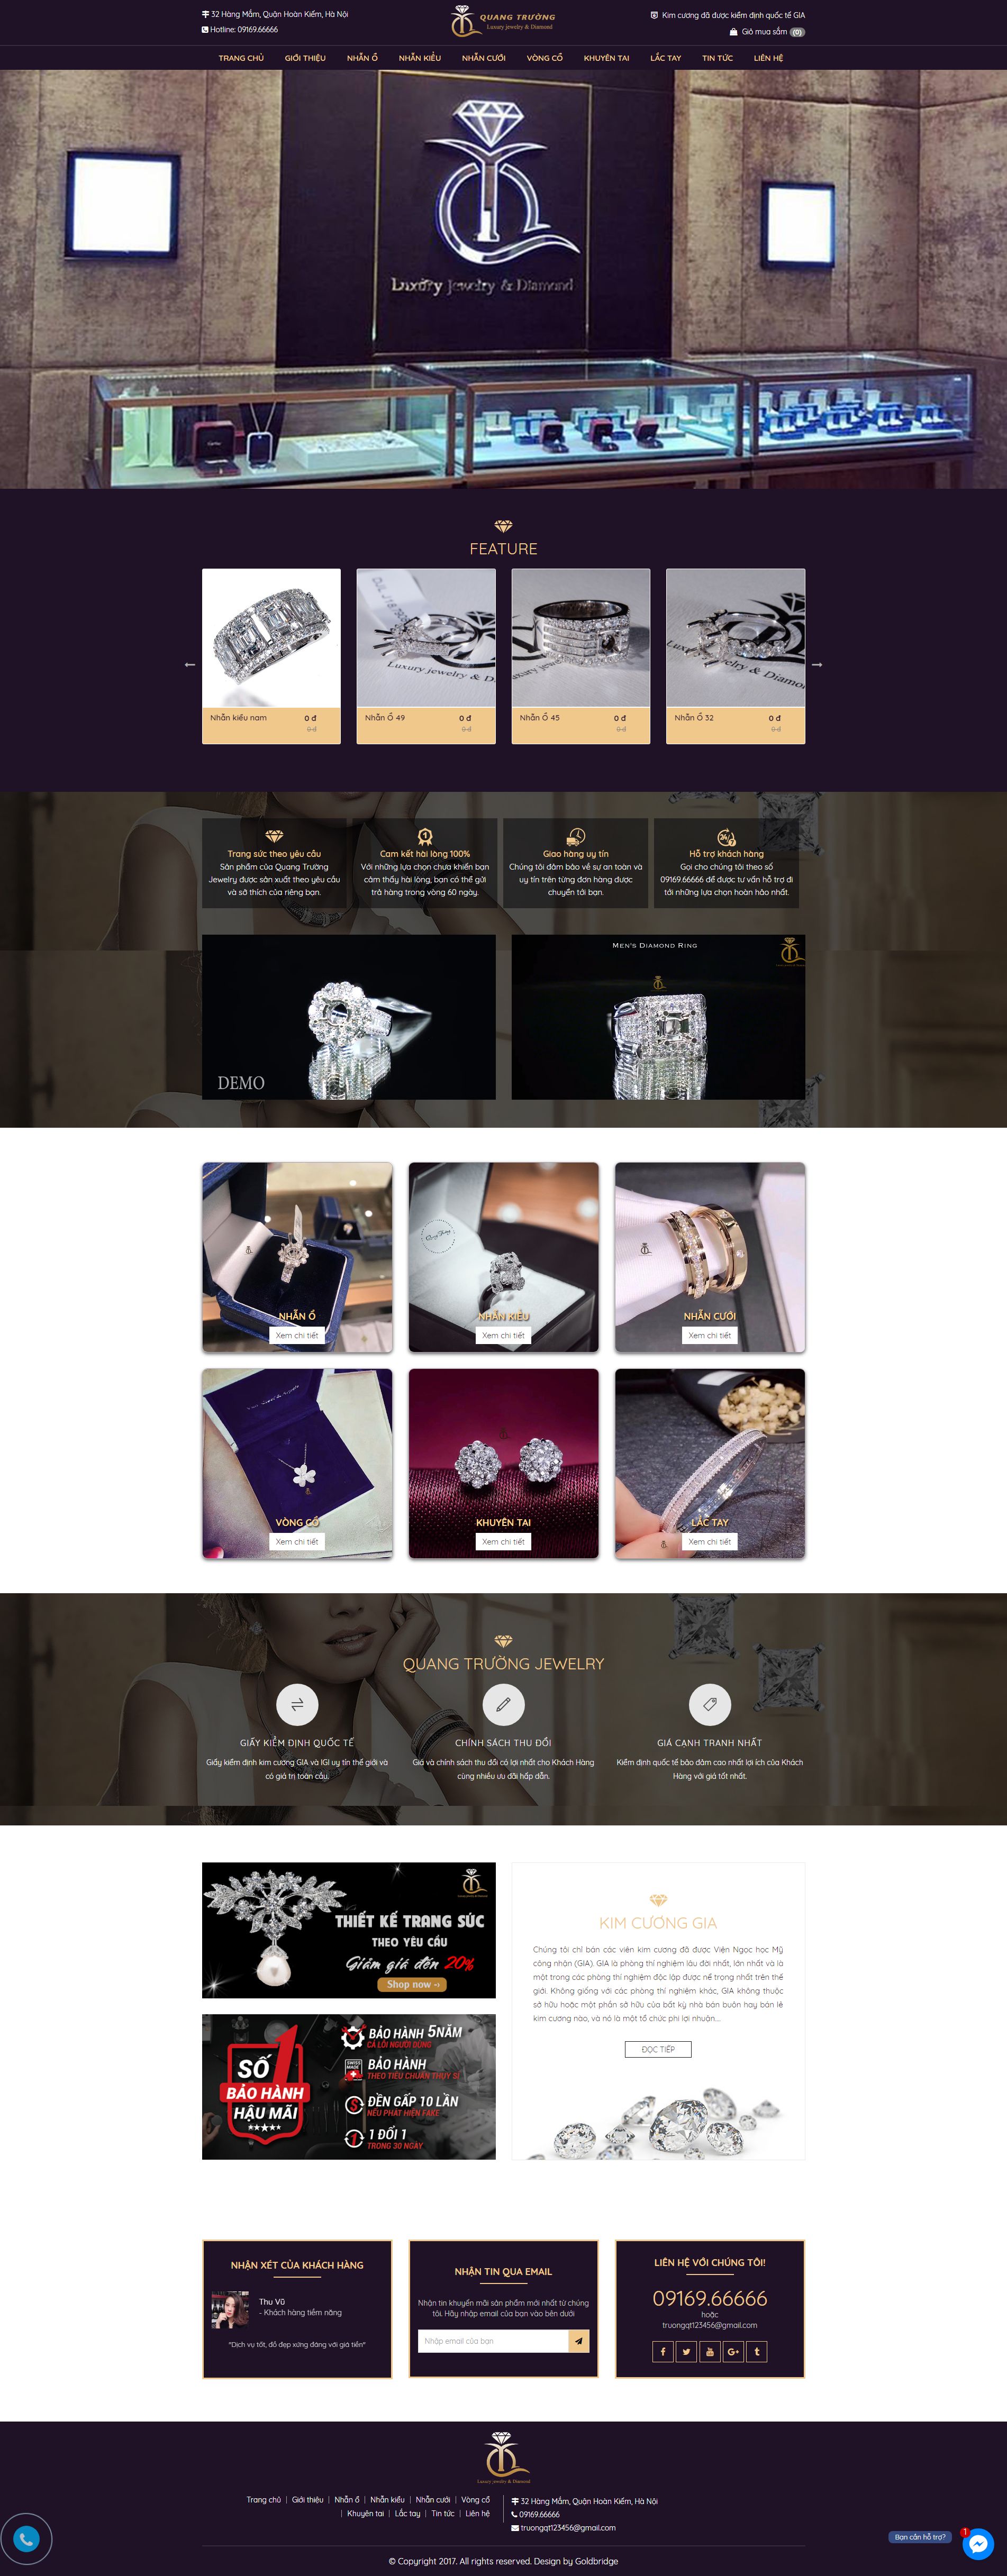 32 Hàng Mắm, Quận Hoàn Kiếm, Hà Nội
Hotline: 09169.66666
QUANG TRƯỜNG
Luxury jewelry & Diamond
Kim cương đã được kiểm định quốc tế GIA
Giỏ mua sắm (0)
TRANG CHỦ GIỚI THIỆU NHẪN Ổ NHẪN KIỂU NHẪN CƯỚI VÒNG CỔ KHUYÊN TAI LẮC TAY TIN TỨC LIÊN HỆ
Luxury Jewelry & Diamond
FEATURE
Luxury jewelry & D
y & Diamo
Nhẫn kiểu nam 0 đ
0 đ
Nhẫn Ổ 49 0 đ
0 đ
Nhẫn Ổ 45 0 đ
0 đ
Nhẫn Ổ 32 0 đ
0 đ
Trang sức theo yêu cầu
Sản phẩm của Quang Trường
Jewelry được sản xuất theo yêu cầu
và sở thích của riêng bạn.
Cam kết hài lòng 100%
Với những lựa chọn chưa khiến bạn
cảm thấy hài lòng, bạn có thể gửi
trả hàng trong vòng 60 ngày.
Giao hàng uy tín
Chúng tôi đảm bảo về sự an toàn và
uy tín trên từng đơn hàng được
chuyển tới bạn.
Hỗ trợ khách hàng
Gọi cho chúng tôi theo số
09169.66666 để được tư vấn hỗ trợ đi
tới những lựa chọn hoàn hảo nhất.
DEMO
MEN'S DIAMOND RING
NHẪN Ổ
Xem chi tiết
NHẪN KIỂU
Xem chi tiết
NHẪN CƯỚI
Xem chi tiết
VÒNG CỔ
Xem chi tiết
KHUYÊN TAI
Xem chi tiết
LẮC TAY
Xem chi tiết
QUANG TRƯỜNG JEWELRY
GIẤY KIỂM ĐỊNH QUỐC TẾ
Giấy kiểm định kim cương GIA và IGI uy tín thế giới và
có giá trị toàn cầu.
CHÍNH SÁCH THU ĐỔI
Giá và chính sách thu đổi có lợi nhất cho Khách Hàng
cùng nhiều ưu đãi hấp dẫn.
GIÁ CẠNH TRANH NHẤT
Kiểm định quốc tế bảo đảm cao nhất lợi ích của Khách
Hàng với giá tốt nhất.
THIẾT KẾ TRANG SỨC
THEO YÊU CẦU
Giảm giá đến 20%
Shop now
SỐ 1
BẢO HÀNH
HẬU MÃI
BẢO HÀNH 5 NĂM
CẢ LỖI NGƯỜI DÙNG
SWISS MADE
BẢO HÀNH
THEO TIÊU CHUẨN THỤY SĨ
ĐỀN GẤP 10 LẦN
NẾU PHÁT HIỆN FAKE
1 ĐỔI 1
TRONG 30 NGÀY
KIM CƯƠNG GIA
Chúng tôi chỉ bán các viên kim cương đã được Viện Ngọc học Mỹ
công nhận (GIA). GIA là phòng thí nghiệm lâu đời nhất, lớn nhất và là
một trong các phòng thí nghiệm độc lập được nể trọng nhất trên thế
giới. Không giống với các phòng thí nghiệm khác, GIA không thuộc
sở hữu hoặc một phần sở hữu của bất kỳ nhà bán buôn hay bán lẻ
kim cương nào, và nó là một tổ chức phi lợi nhuận....
ĐỌC TIẾP
NHẬN XÉT CỦA KHÁCH HÀNG
Thu Vũ
- Khách hàng tiềm năng
"Dịch vụ tốt, đồ đẹp xứng đáng với giá tiền"
NHẬN TIN QUA EMAIL
Nhận tin khuyến mãi sản phẩm mới nhất từ chúng
tôi. Hãy nhập email của bạn vào bên dưới
Nhập email của bạn
LIÊN HỆ VỚI CHÚNG TÔI!
09169.66666
hoặc
truongqt123456@gmail.com
Luxury jewelry & Diamond
Trang chủ | Giới thiệu | Nhẫn ổ | Nhẫn kiểu | Nhẫn cưới | Vòng cổ
| Khuyên tai | Lắc tay | Tin tức | Liên hệ
32 Hàng Mắm, Quận Hoàn Kiếm, Hà Nội
09169.66666
truongqt123456@gmail.com
Bạn cần hỗ trợ?
1
© Copyright 2017. All rights reserved. Design by Goldbridge